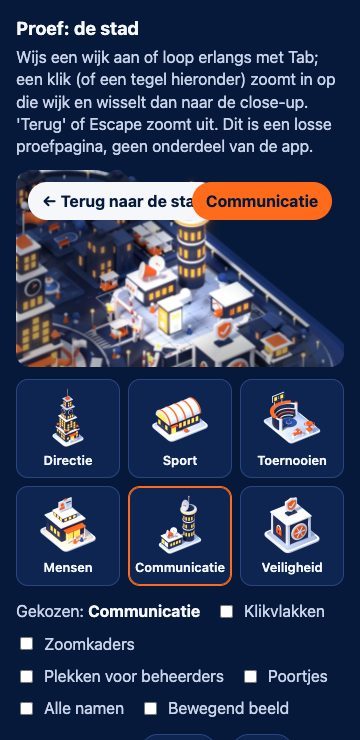 Proef: de stad
Wijs een wijk aan of loop erlangs met Tab;
een klik (of een tegel hieronder) zoomt in op
die wijk en wisselt dan naar de close-up.
'Terug' of Escape zoomt uit. Dit is een losse
proefpagina, geen onderdeel van de app.
← Terug naar de sta
Communicatie
Directie
Sport
Toernooien
Mensen
Communicatie
Veiligheid
Gekozen: Communicatie
Klikvlakken
Zoomkaders
Plekken voor beheerders
Poortjes
Alle namen
Bewegend beeld